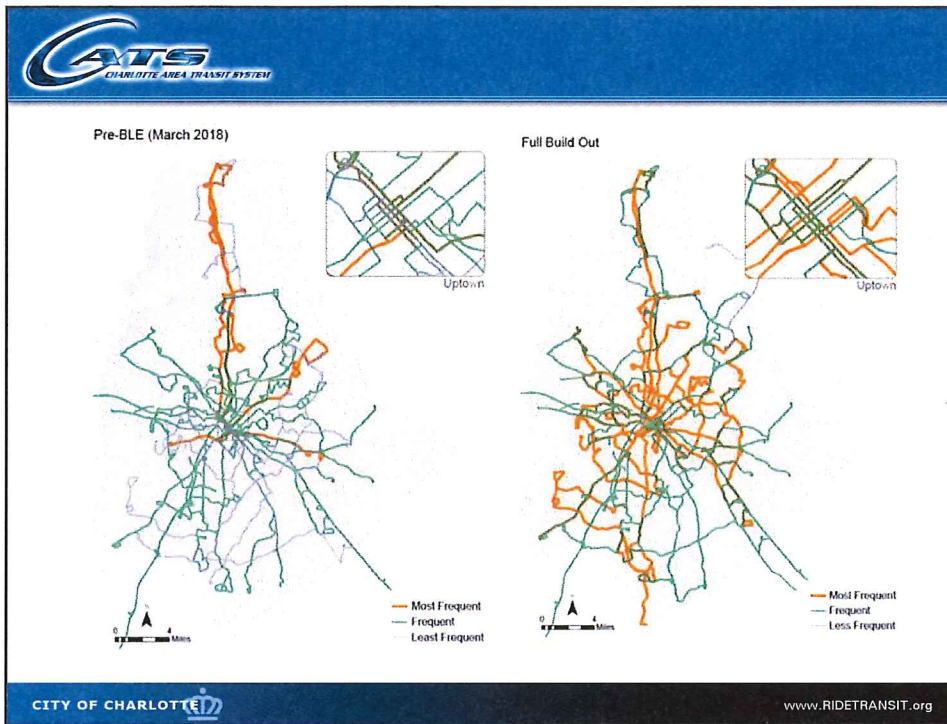 CATS
CHARLOTTE AREA TRANSIT SYSTEM
Pre-BLE (March 2018)
Uptown
Most Frequent
Frequent
Least Frequent
0 4
Miles
Full Build Out
Uptown
Most Frequent
Frequent
Less Frequent
0 4
Miles
CITY OF CHARLOTTE
www.RIDETRANSIT.org